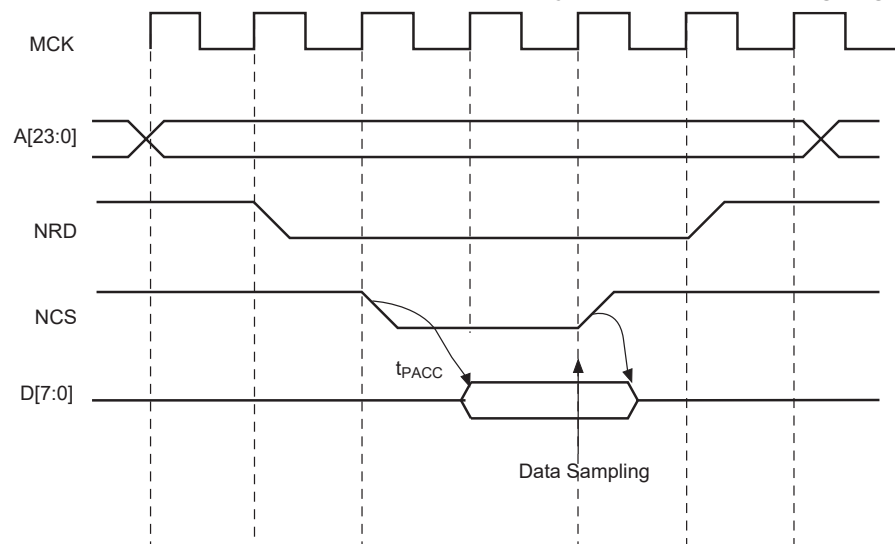 MCK
A[23:0]
NRD
NCS
tPACC
D[7:0]
Data Sampling